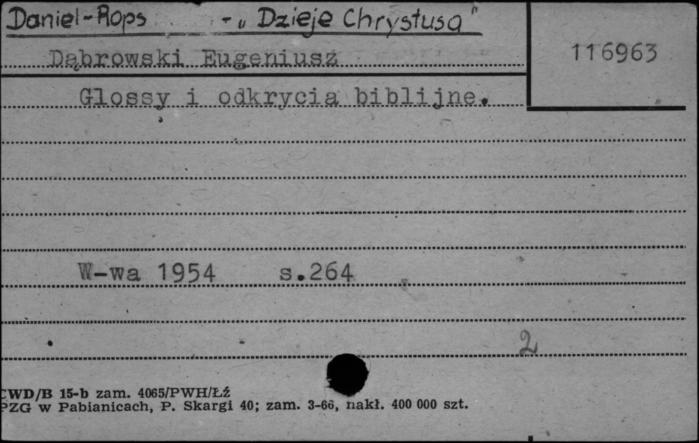 Daniel-Rops - „Dzieje Chrystusa"
Dąbrowski Eugeniusz
116963
Glossy i odkrycia biblijne.
W-wa 1954 s.264
2
CWD/B 15-b zam. 4065/PWH/Łź
PZG w Pabianicach, P. Skargi 40; zam. 3-66, nakł. 400 000 szt.